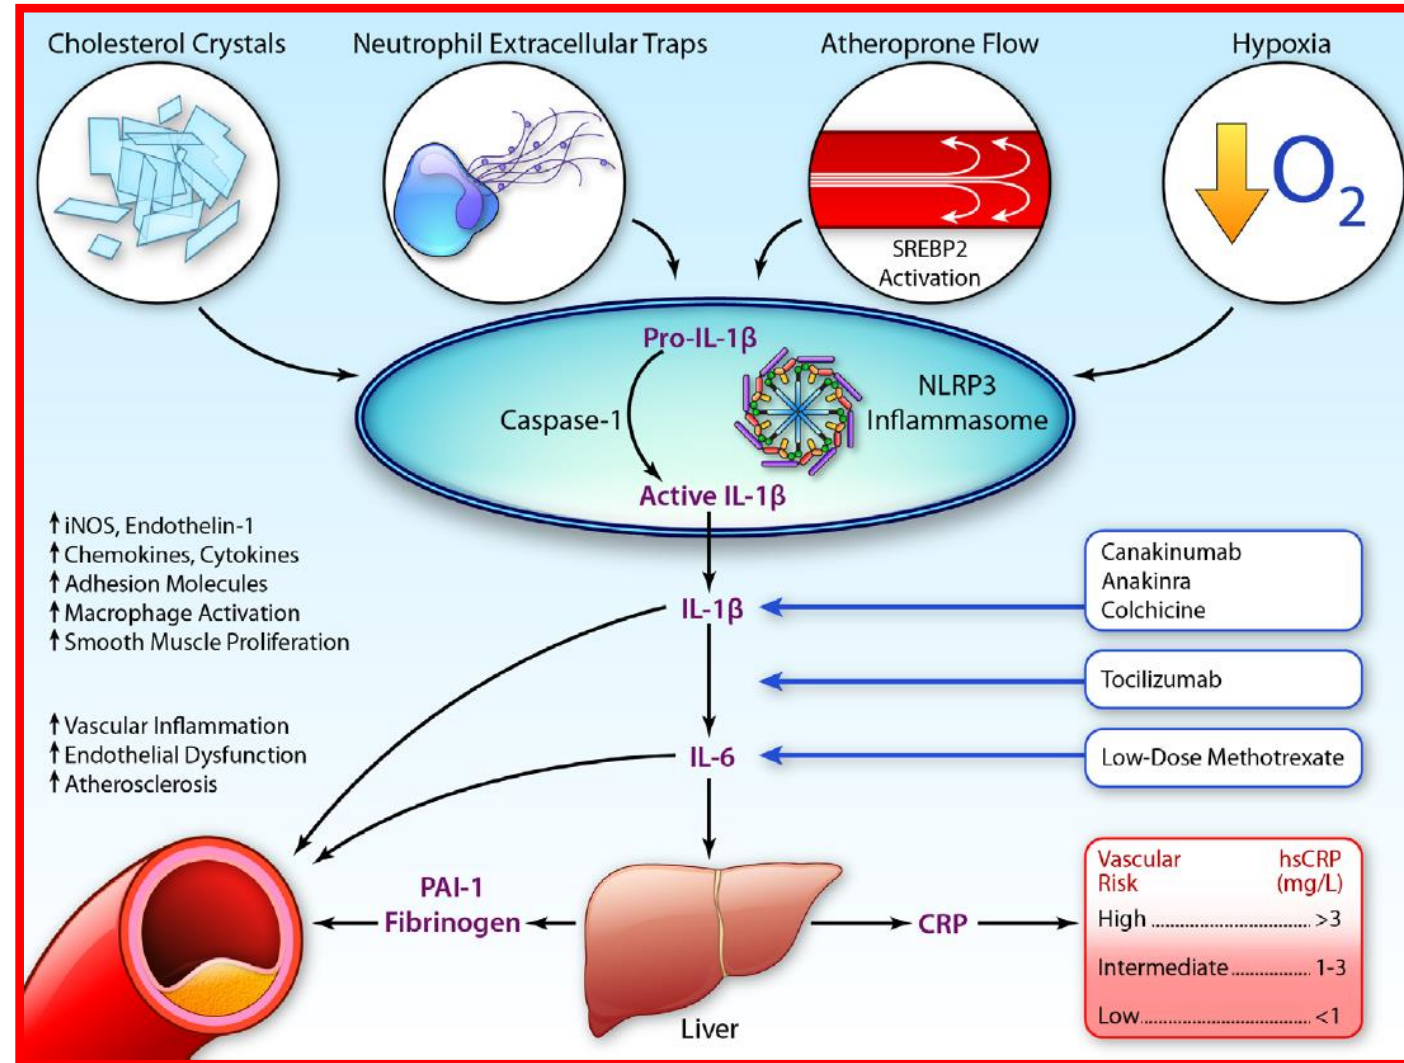 Cholesterol Crystals
Neutrophil Extracellular Traps
Atheroprone Flow
Hypoxia
SREBP2
Activation
O2
Pro-IL-1β
Caspase-1
NLRP3
Inflammasome
Active IL-1β
↑ iNOS, Endothelin-1
↑ Chemokines, Cytokines
↑ Adhesion Molecules
↑ Macrophage Activation
↑ Smooth Muscle Proliferation
IL-1β
Canakinumab
Anakinra
Colchicine
Tocilizumab
↑ Vascular Inflammation
↑ Endothelial Dysfunction
↑ Atherosclerosis
IL-6
Low-Dose Methotrexate
PAI-1
Fibrinogen
Liver
CRP
Vascular hsCRP
Risk (mg/L)
High ............................. >3
Intermediate .............. 1-3
Low ............................... <1